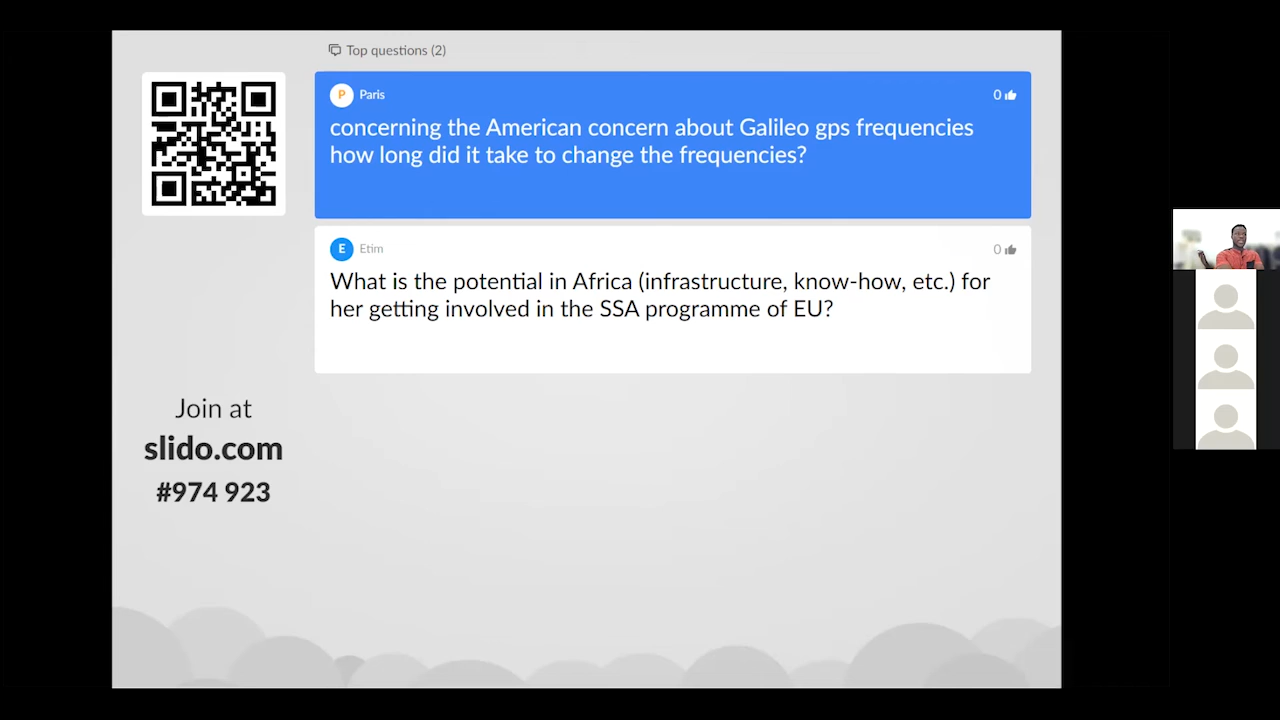 Top questions (2)
P Paris 0
concerning the American concern about Galileo gps frequencies
how long did it take to change the frequencies?
E Etim 0
What is the potential in Africa (infrastructure, know-how, etc.) for
her getting involved in the SSA programme of EU?
Join at
slido.com
#974 923